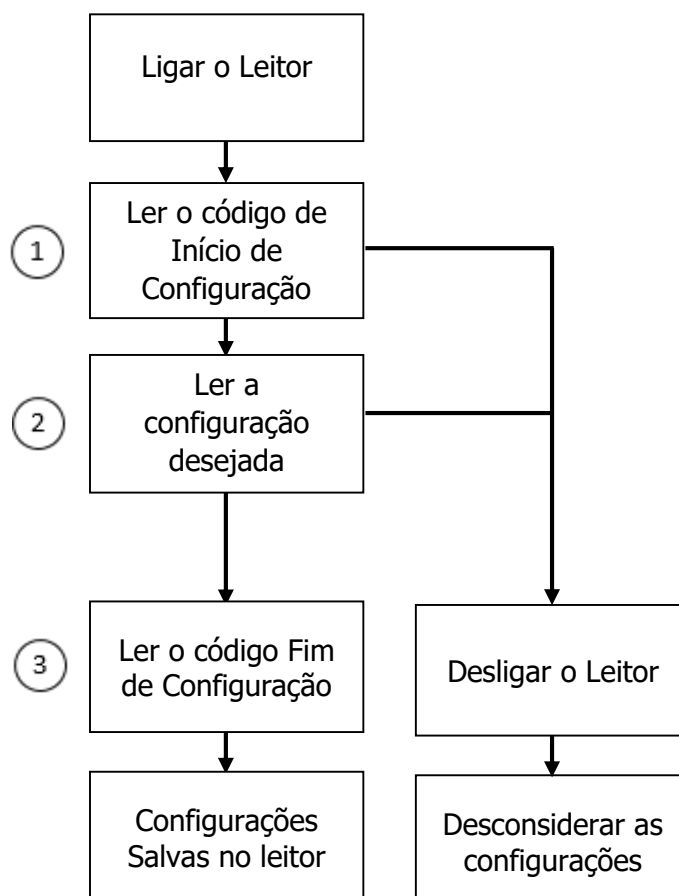 Ligar o Leitor
1
Ler o código de
Início de
Configuração
2
Ler a
configuração
desejada
3
Ler o código Fim
de Configuração
Desligar o Leitor
Configurações
Salvas no leitor
Desconsiderar as
configurações